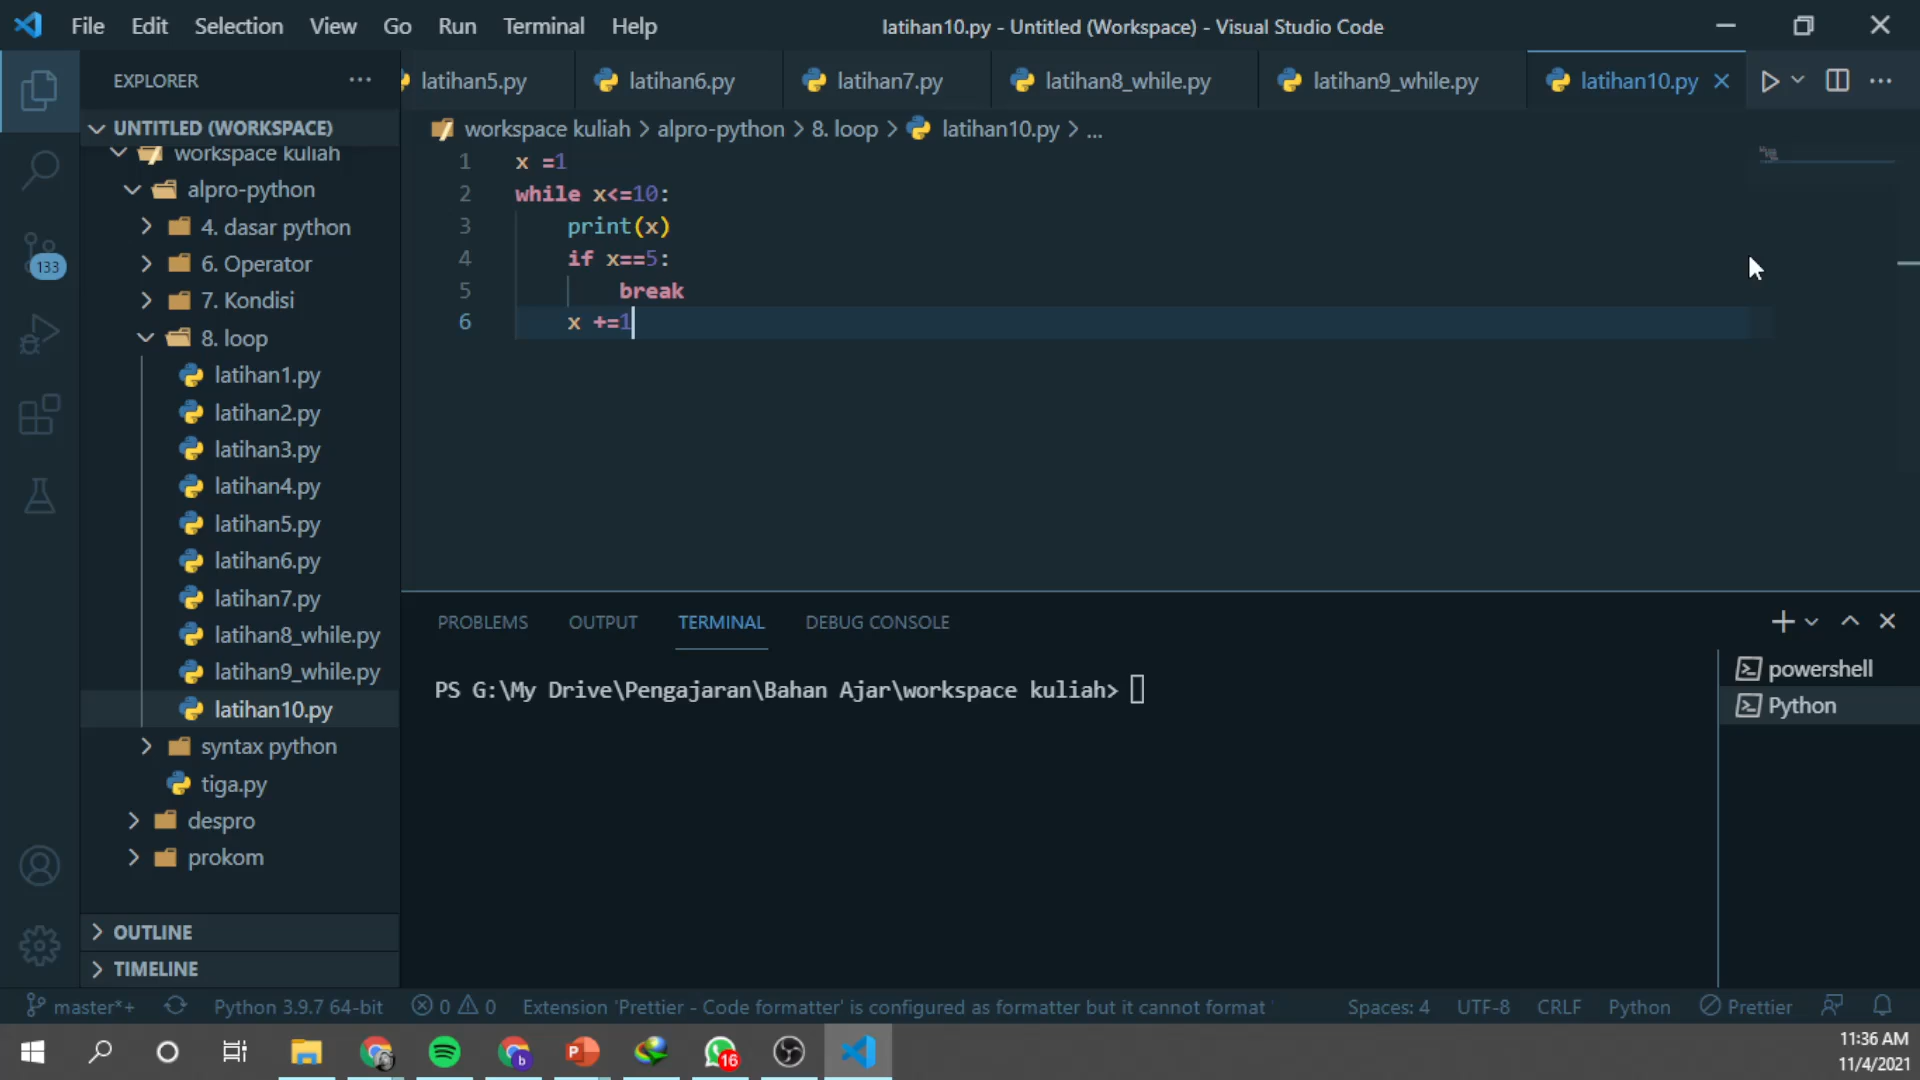 File Edit Selection View Go Run Terminal Help latihan10.py - Untitled (Workspace) - Visual Studio Code
EXPLORER
latihan5.py latihan6.py latihan7.py latihan8_while.py latihan9_while.py latihan10.py
UNTITLED (WORKSPACE)
workspace kuliah
alpro-python
4. dasar python
6. Operator
7. Kondisi
8. loop
latihan1.py
latihan2.py
latihan3.py
latihan4.py
latihan5.py
latihan6.py
latihan7.py
latihan8_while.py
latihan9_while.py
latihan10.py
syntax python
tiga.py
despro
prokom
OUTLINE
TIMELINE
133
workspace kuliah > alpro-python > 8. loop > latihan10.py > ...
1 x =1
2 while x<=10:
3 print(x)
4 if x==5:
5 break
6 x +=1
PROBLEMS OUTPUT TERMINAL DEBUG CONSOLE
PS G:\My Drive\Pengajaran\Bahan Ajar\workspace kuliah>
powershell
Python
master*+ Python 3.9.7 64-bit 0 0 Extension 'Prettier - Code formatter' is configured as formatter but it cannot format ' Spaces: 4 UTF-8 CRLF Python Prettier
b P 16
11:36 AM
11/4/2021